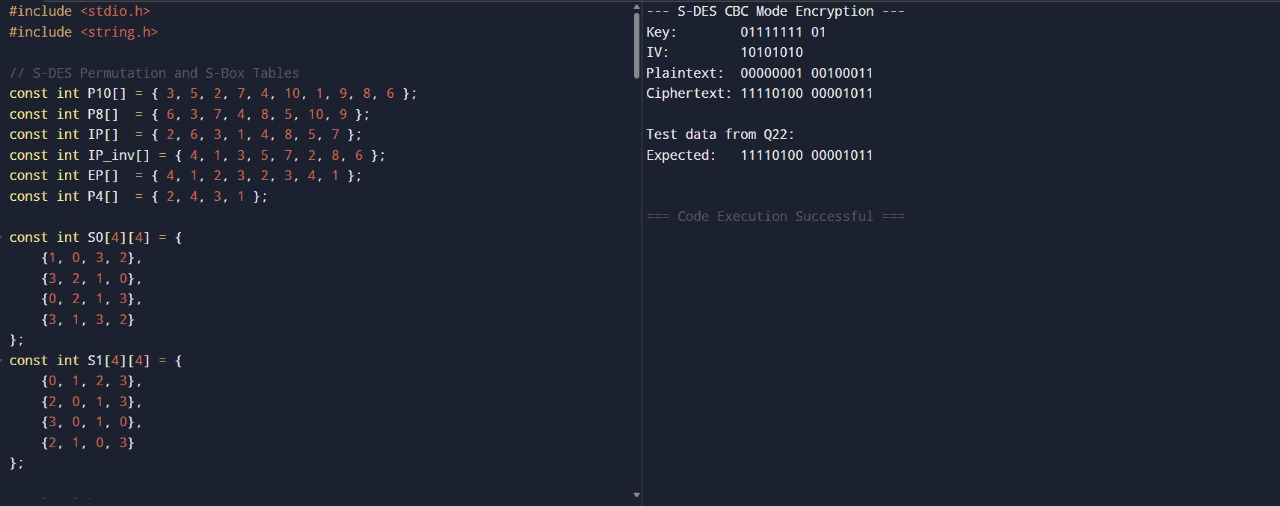 #include <stdio.h>
#include <string.h>
// S-DES Permutation and S-Box Tables
const int P10[] = { 3, 5, 2, 7, 4, 10, 1, 9, 8, 6 };
const int P8[]  = { 6, 3, 7, 4, 8, 5, 10, 9 };
const int IP[]  = { 2, 6, 3, 1, 4, 8, 5, 7 };
const int IP_inv[] = { 4, 1, 3, 5, 7, 2, 8, 6 };
const int EP[]  = { 4, 1, 2, 3, 2, 3, 4, 1 };
const int P4[]  = { 2, 4, 3, 1 };
const int S0[4][4] = {
    {1, 0, 3, 2},
    {3, 2, 1, 0},
    {0, 2, 1, 3},
    {3, 1, 3, 2}
};
const int S1[4][4] = {
    {0, 1, 2, 3},
    {2, 0, 1, 3},
    {3, 0, 1, 0},
    {2, 1, 0, 3}
};
--- S-DES CBC Mode Encryption ---
Key:        01111111 01
IV:         10101010
Plaintext:  00000001 00100011
Ciphertext: 11110100 00001011
Test data from Q22:
Expected:   11110100 00001011
=== Code Execution Successful ===